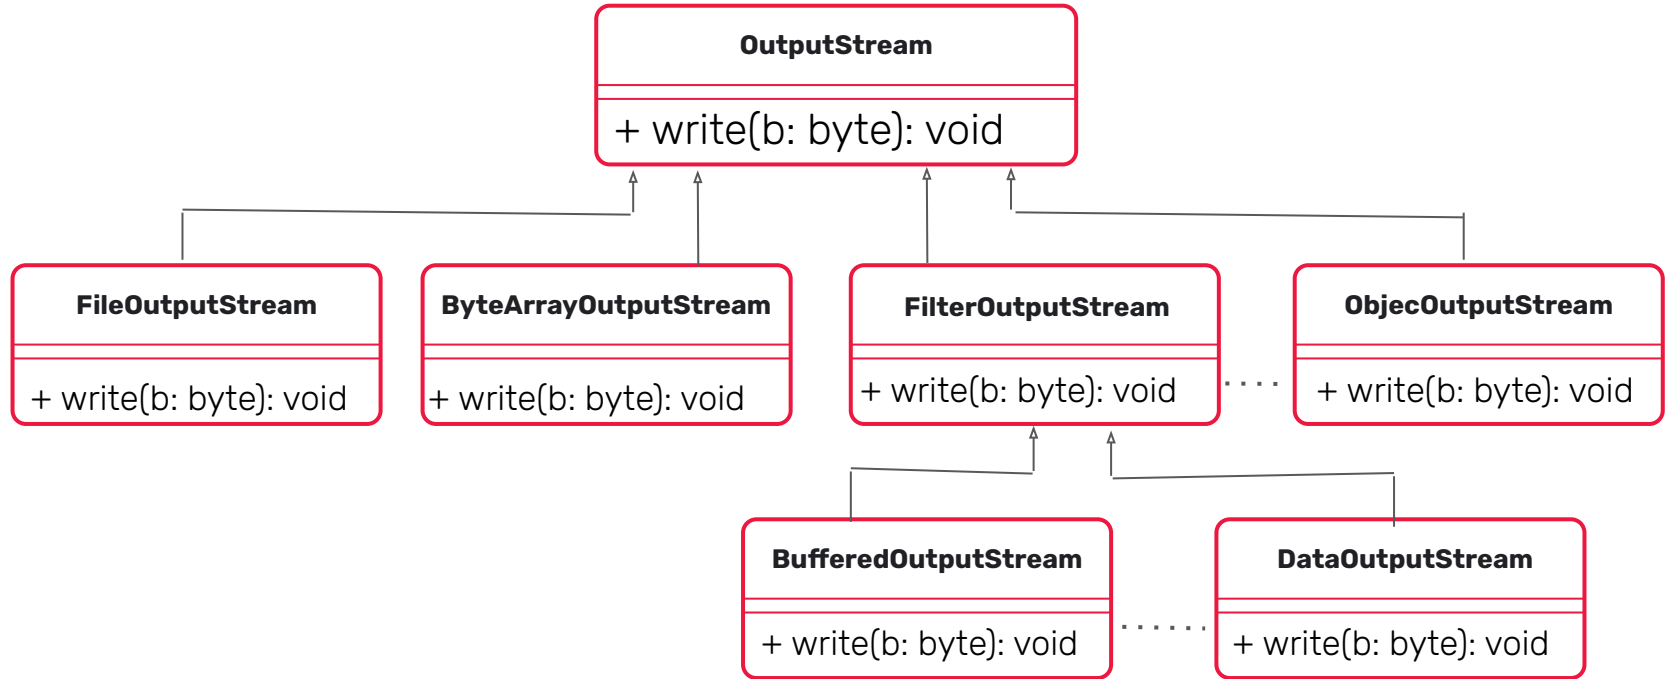 OutputStream
+ write(b: byte): void
FileOutputStream
+ write(b: byte): void
ByteArrayOutputStream
+ write(b: byte): void
FilterOutputStream
+ write(b: byte): void
ObjecOutputStream
+ write(b: byte): void
BufferedOutputStream
+ write(b: byte): void
DataOutputStream
+ write(b: byte): void